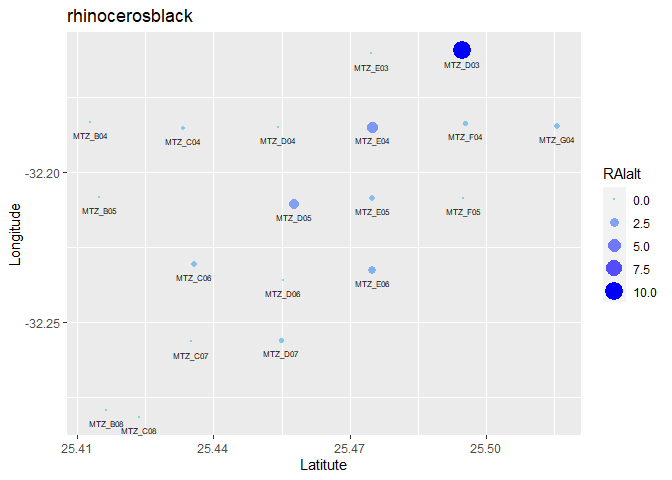 rhinocerosblack
MTZ_E03
MTZ_D03
MTZ_B04
MTZ_C04
MTZ_D04
MTZ_E04
MTZ_F04
MTZ_G04
-32.20
MTZ_B05
MTZ_D05
MTZ_E05
MTZ_F05
MTZ_C06
MTZ_D06
MTZ_E06
-32.25
MTZ_C07
MTZ_D07
MTZ_B08
MTZ_C08
25.41
25.44
25.47
25.50
Latitute
Longitude
RAIalt
0.0
2.5
5.0
7.5
10.0